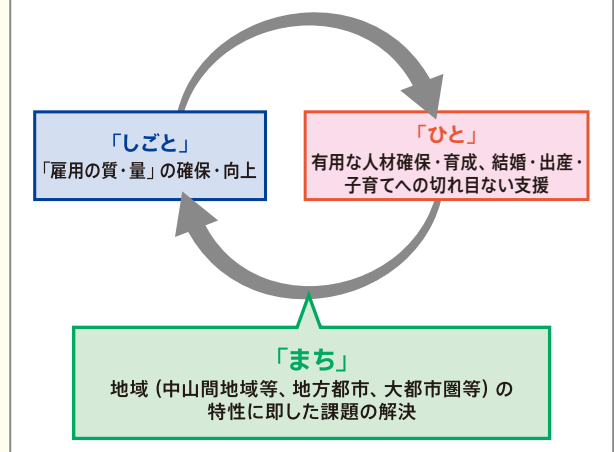 「しごと」
「雇用の質・量」の確保・向上
「ひと」
有用な人材確保・育成、結婚・出産・
子育てへの切れ目ない支援
「まち」
地域（中山間地域等、地方都市、大都市圏等）の
特性に即した課題の解決